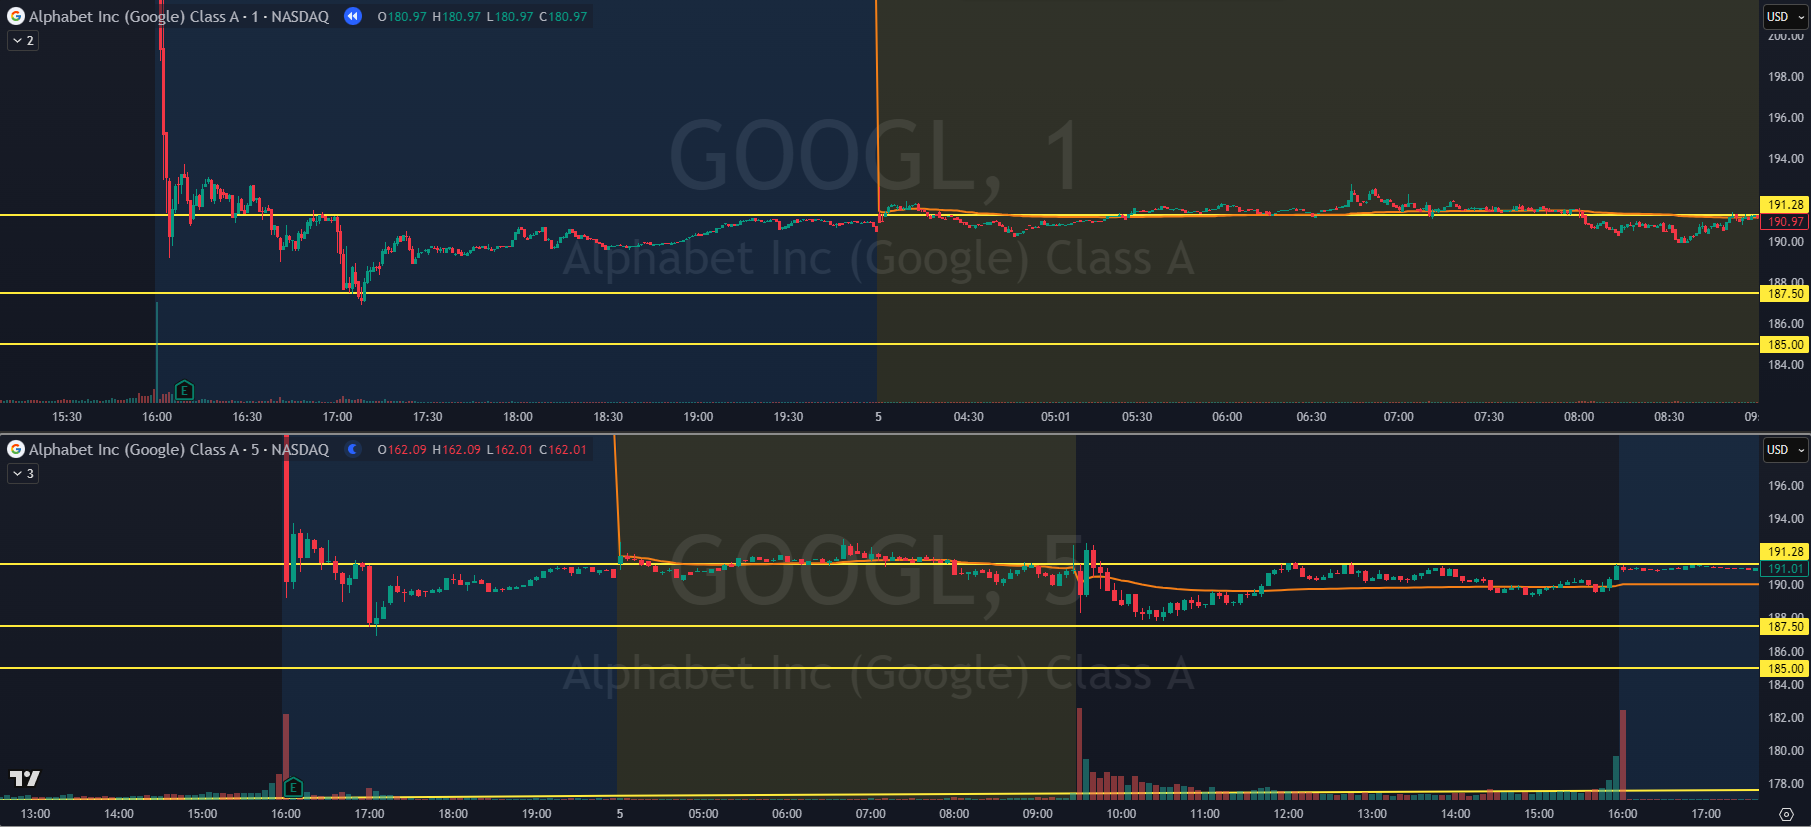 Alphabet Inc (Google) Class A · 1 · NASDAQ O180.97 H180.97 L180.97 C180.97
USD
2
200.00
198.00
196.00
194.00
GOOGL, 1
Alphabet Inc (Google) Class A
191.28
190.97
190.00
188.00
187.50
186.00
185.00
184.00
E
15:30 16:00 16:30 17:00 17:30 18:00 18:30 19:00 19:30 5 04:30 05:01 05:30 06:00 06:30 07:00 07:30 08:00 08:30 09:
Alphabet Inc (Google) Class A · 5 · NASDAQ O162.09 H162.09 L162.01 C162.01
USD
3
196.00
194.00
GOOGL, 5
Alphabet Inc (Google) Class A
191.28
191.01
190.00
188.00
187.50
186.00
185.00
184.00
182.00
180.00
178.00
E
13:00 14:00 15:00 16:00 17:00 18:00 19:00 5 05:00 06:00 07:00 08:00 09:00 10:00 11:00 12:00 13:00 14:00 15:00 16:00 17:00